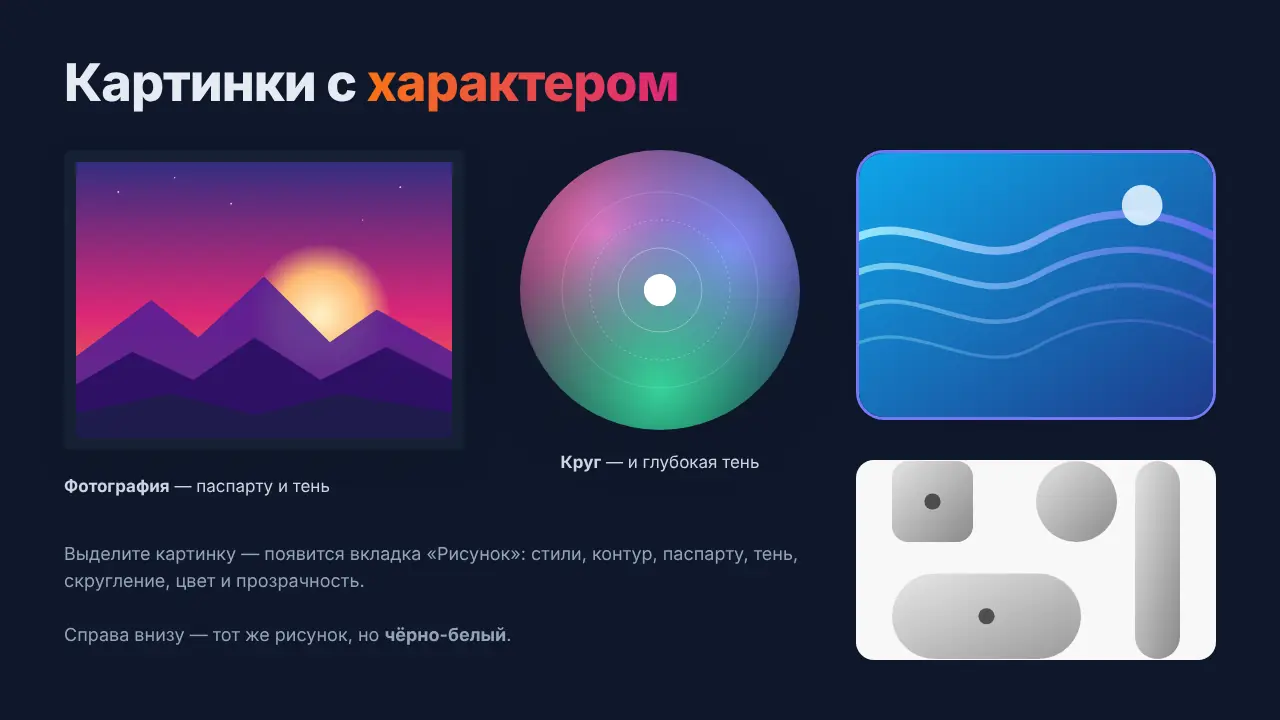 Картинки с характером
Фотография — паспарту и тень
Круг — и глубокая тень
Выделите картинку — появится вкладка «Рисунок»: стили, контур, паспарту, тень,
скругление, цвет и прозрачность.
Справа внизу — тот же рисунок, но чёрно-белый.